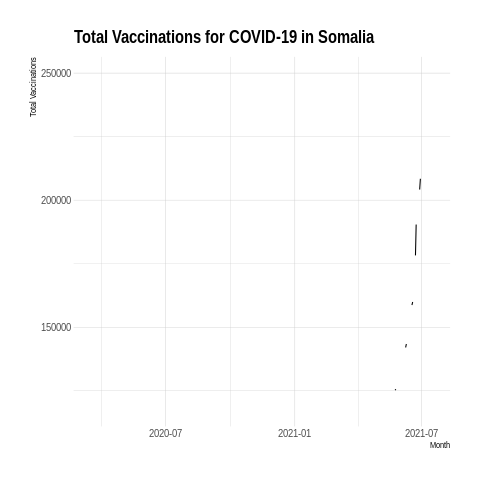 Total Vaccinations for COVID-19 in Somalia
Total Vaccinations
250000
200000
150000
2020-07 2021-01 2021-07
Month